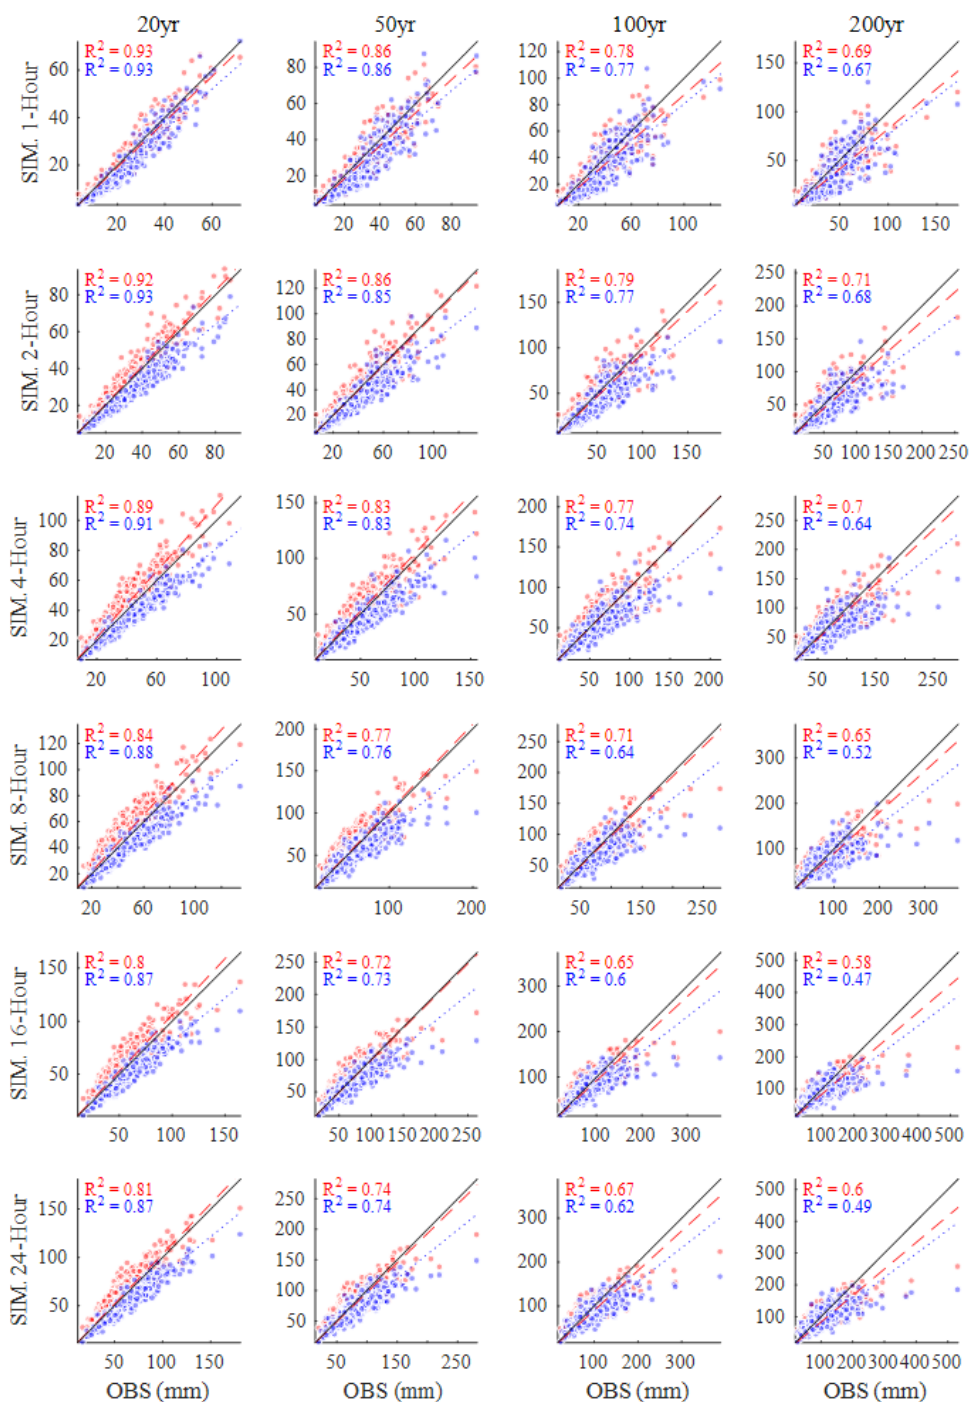 20yr 50yr 100yr 200yr
SIM. 1-Hour
R² = 0.93
R² = 0.93
60
40
20
20 40 60
R² = 0.86
R² = 0.86
80
60
40
20
20 40 60 80
R² = 0.78
R² = 0.77
120
100
80
60
40
20
20 60 100
R² = 0.69
R² = 0.67
150
100
50
50 100 150
SIM. 2-Hour
R² = 0.92
R² = 0.93
80
60
40
20
20 40 60 80
R² = 0.86
R² = 0.85
120
100
80
60
40
20
20 60 100
R² = 0.79
R² = 0.77
150
100
50
50 100 150
R² = 0.71
R² = 0.68
250
200
150
100
50
50 100 150 200 250
SIM. 4-Hour
R² = 0.89
R² = 0.91
100
80
60
40
20
20 60 100
R² = 0.83
R² = 0.83
150
100
50
50 100 150
R² = 0.77
R² = 0.74
200
150
100
50
50 100 150 200
R² = 0.7
R² = 0.64
250
200
150
100
50
50 150 250
SIM. 8-Hour
R² = 0.84
R² = 0.88
120
100
80
60
40
20
20 60 100
R² = 0.77
R² = 0.76
200
150
100
50
100 200
R² = 0.71
R² = 0.64
250
200
150
100
50
50 150 250
R² = 0.65
R² = 0.52
300
200
100
100 200 300
SIM. 16-Hour
R² = 0.8
R² = 0.87
150
100
50
50 100 150
R² = 0.72
R² = 0.73
250
200
150
100
50
50 100 150 200 250
R² = 0.65
R² = 0.6
300
200
100
100 200 300
R² = 0.58
R² = 0.47
500
400
300
200
100
100 200 300 400 500
SIM. 24-Hour
R² = 0.81
R² = 0.87
150
100
50
50 100 150
OBS (mm)
R² = 0.74
R² = 0.74
250
200
150
100
50
50 150 250
OBS (mm)
R² = 0.67
R² = 0.62
300
200
100
100 200 300
OBS (mm)
R² = 0.6
R² = 0.49
500
400
300
200
100
100 200 300 400 500
OBS (mm)